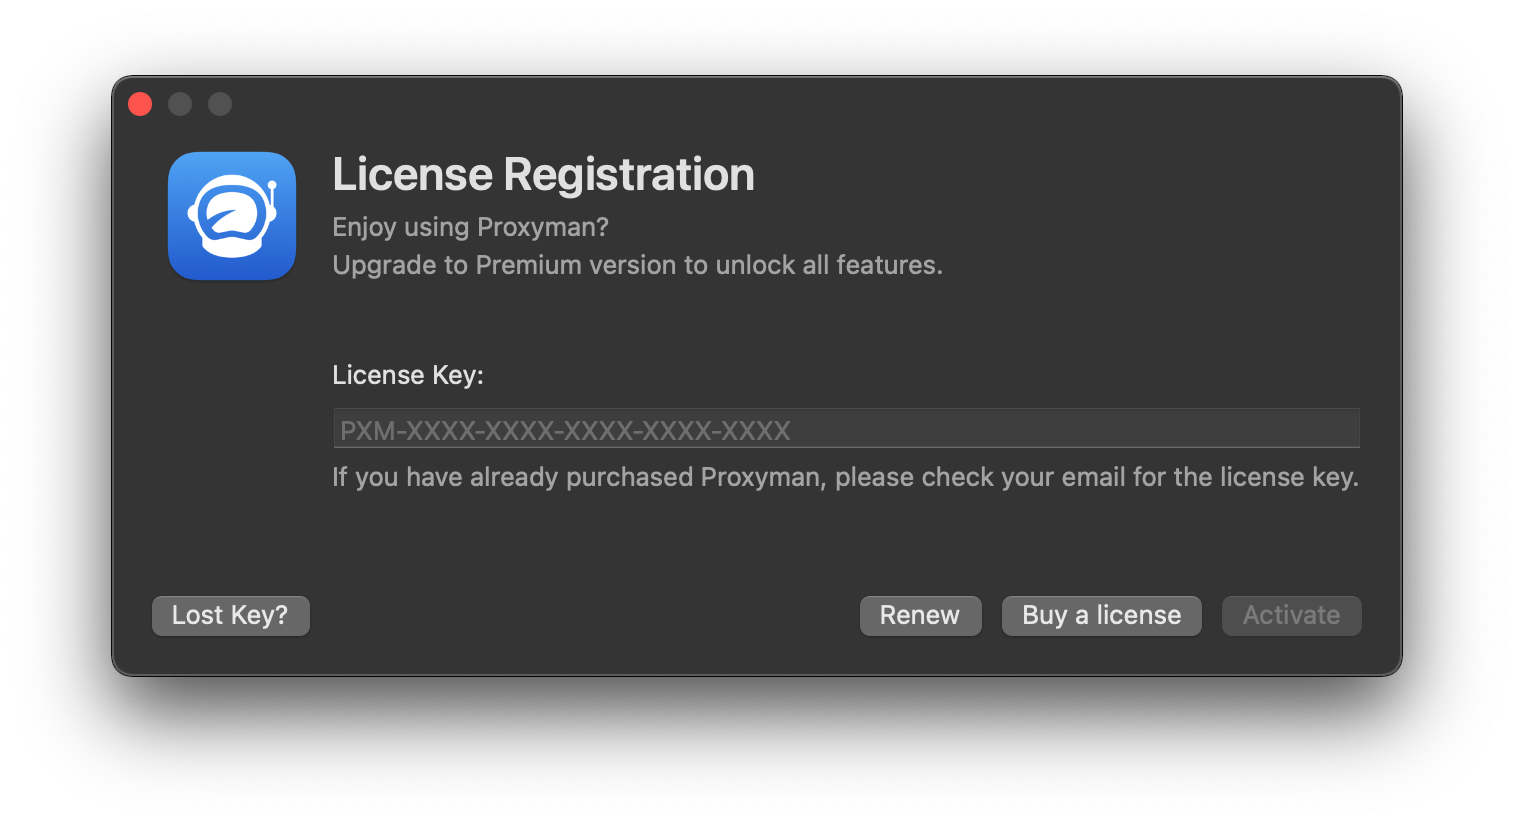 License Registration
Enjoy using Proxyman?
Upgrade to Premium version to unlock all features.
License Key:
PXM-XXXX-XXXX-XXXX-XXXX-XXXX
If you have already purchased Proxyman, please check your email for the license key.
Lost Key?
Renew
Buy a license
Activate